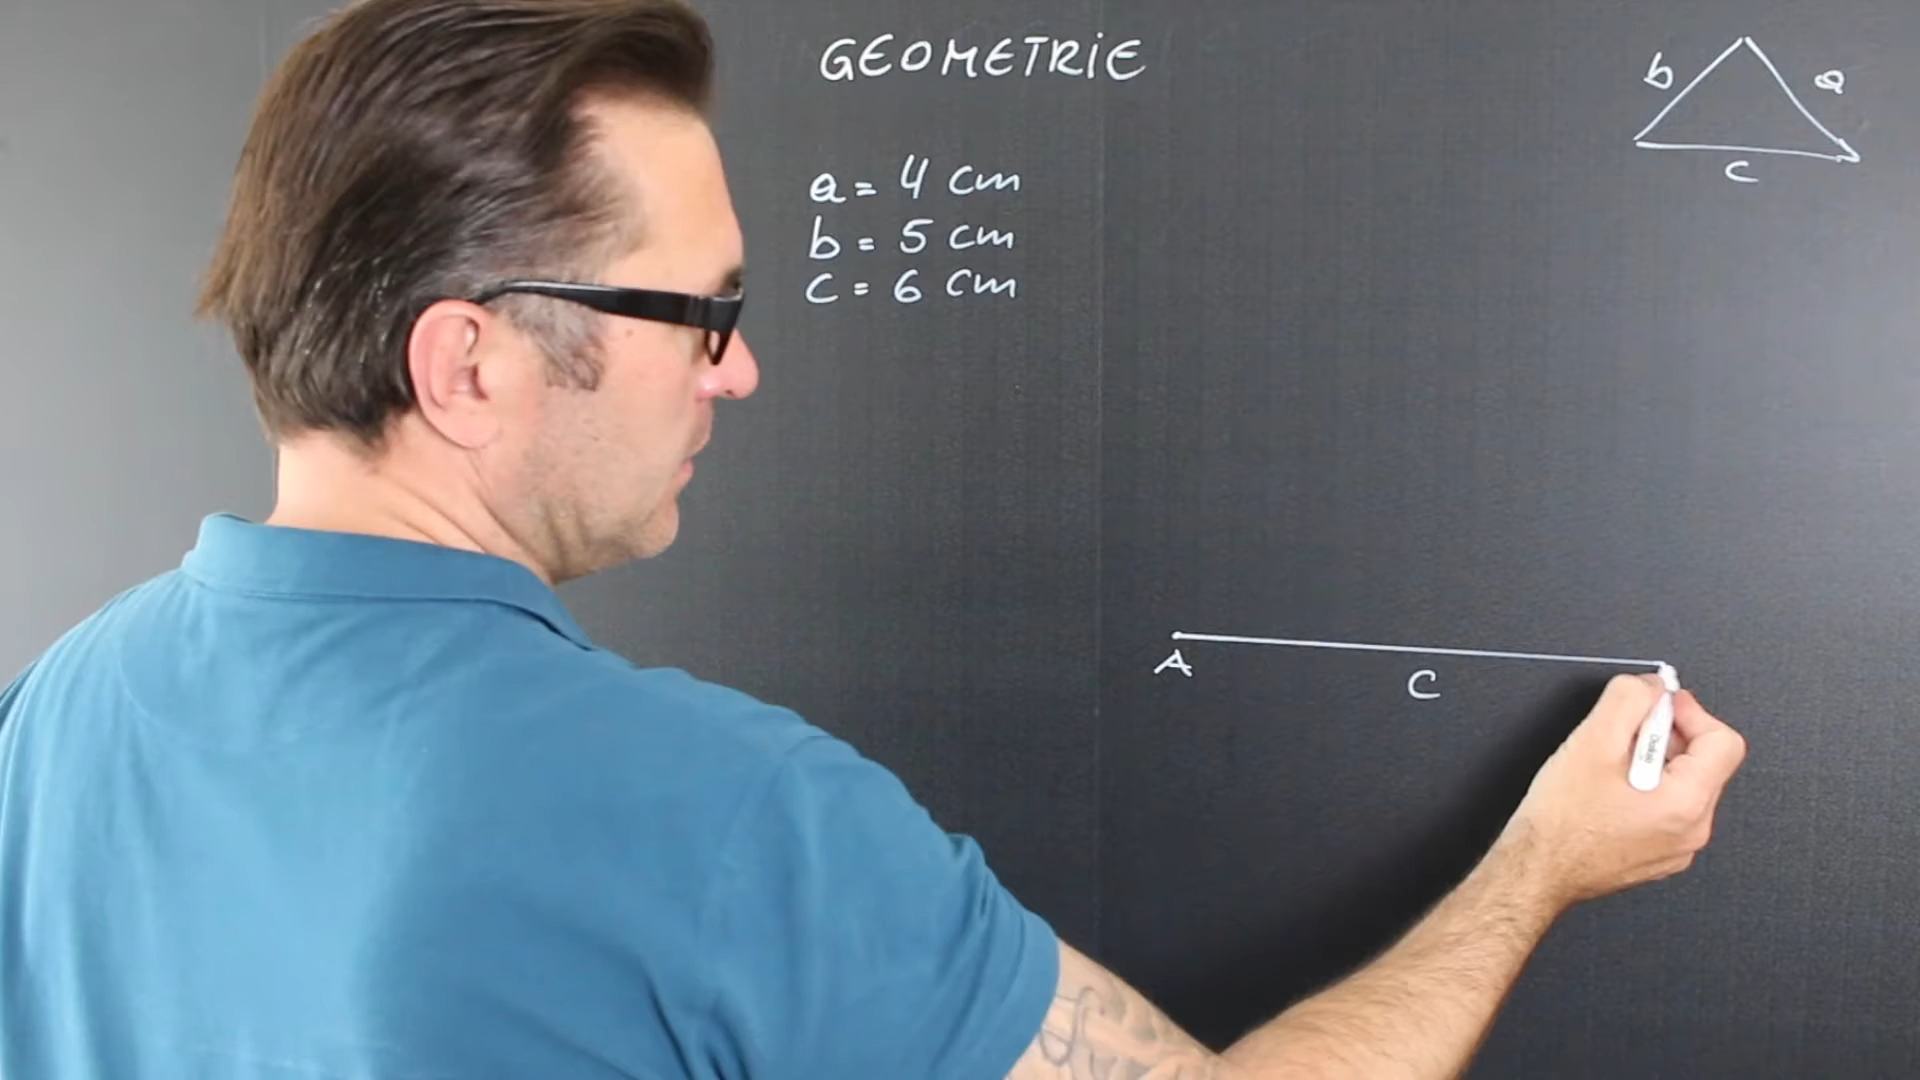 GEOMETRIE
b
a
c
a = 4 cm
b = 5 cm
c = 6 cm
A
c